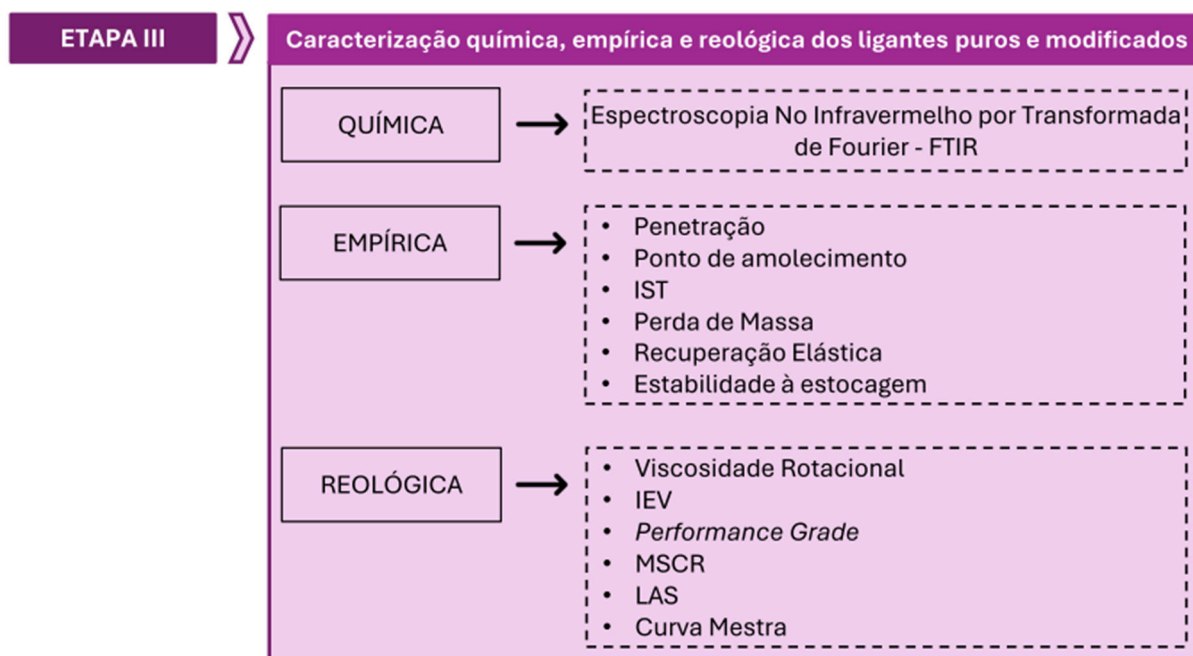 ETAPA III
Caracterização química, empírica e reológica dos ligantes puros e modificados
QUÍMICA
Espectroscopia No Infravermelho por Transformada
de Fourier - FTIR
EMPÍRICA
• Penetração
• Ponto de amolecimento
• IST
• Perda de Massa
• Recuperação Elástica
• Estabilidade à estocagem
REOLÓGICA
• Viscosidade Rotacional
• IEV
• Performance Grade
• MSCR
• LAS
• Curva Mestra